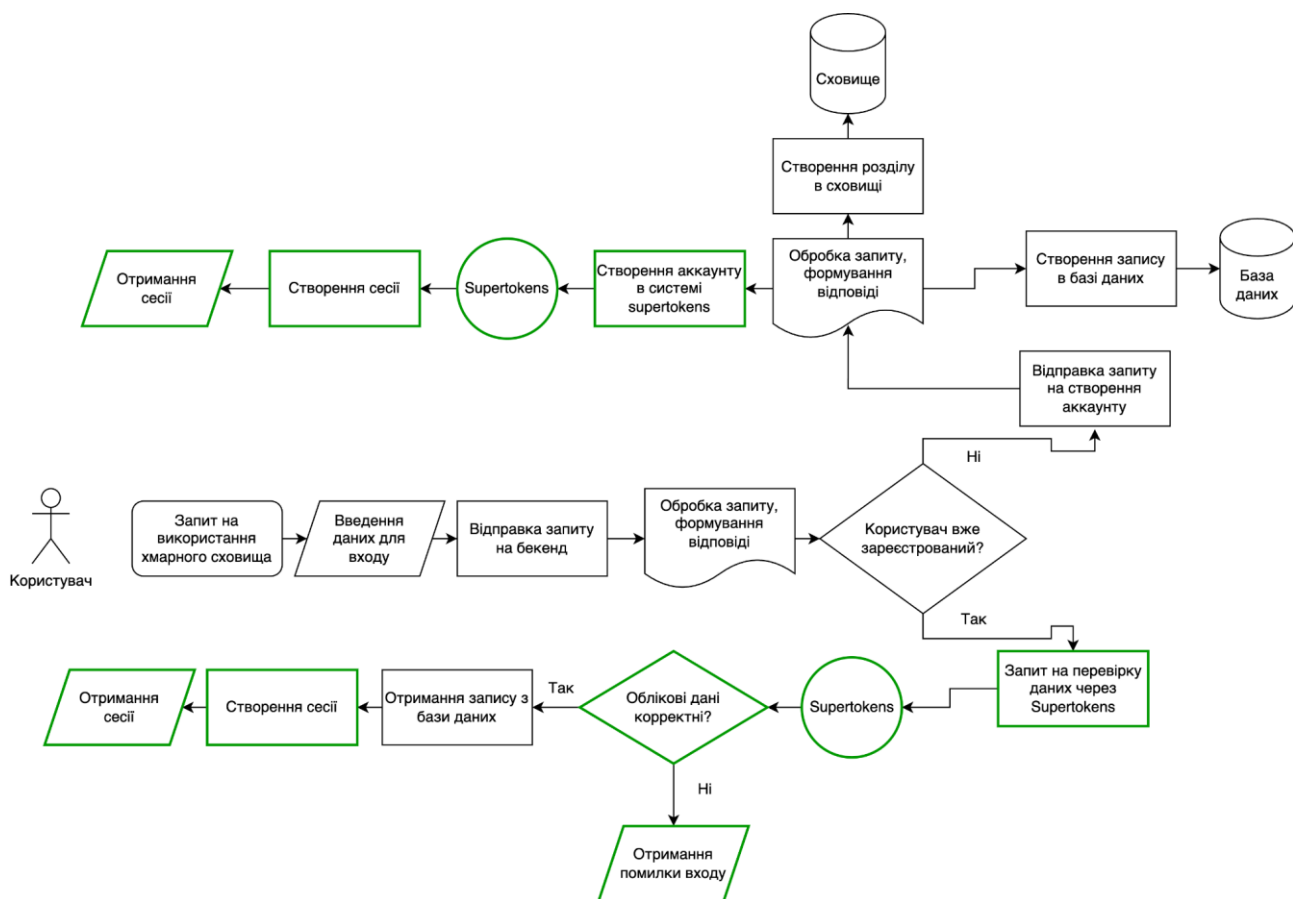 Сховище
Створення розділу
в сховищі
Отримання
сесії
Створення сесії
Supertokens
Створення аккаунту
в системі
supertokens
Обробка запиту,
формування
відповіді
Створення запису
в базі даних
База
даних
Відправка запиту
на створення
аккаунту
Ні
Користувач
Запит на
використання
хмарного сховища
Введення
даних для
входу
Відправка запиту
на бекенд
Обробка запиту,
формування
відповіді
Користувач вже
зареєстрований?
Так
Отримання
сесії
Створення сесії
Отримання запису з
бази даних
Так
Облікові дані
корректні?
Supertokens
Запит на перевірку
даних через
Supertokens
Ні
Отримання
помилки входу